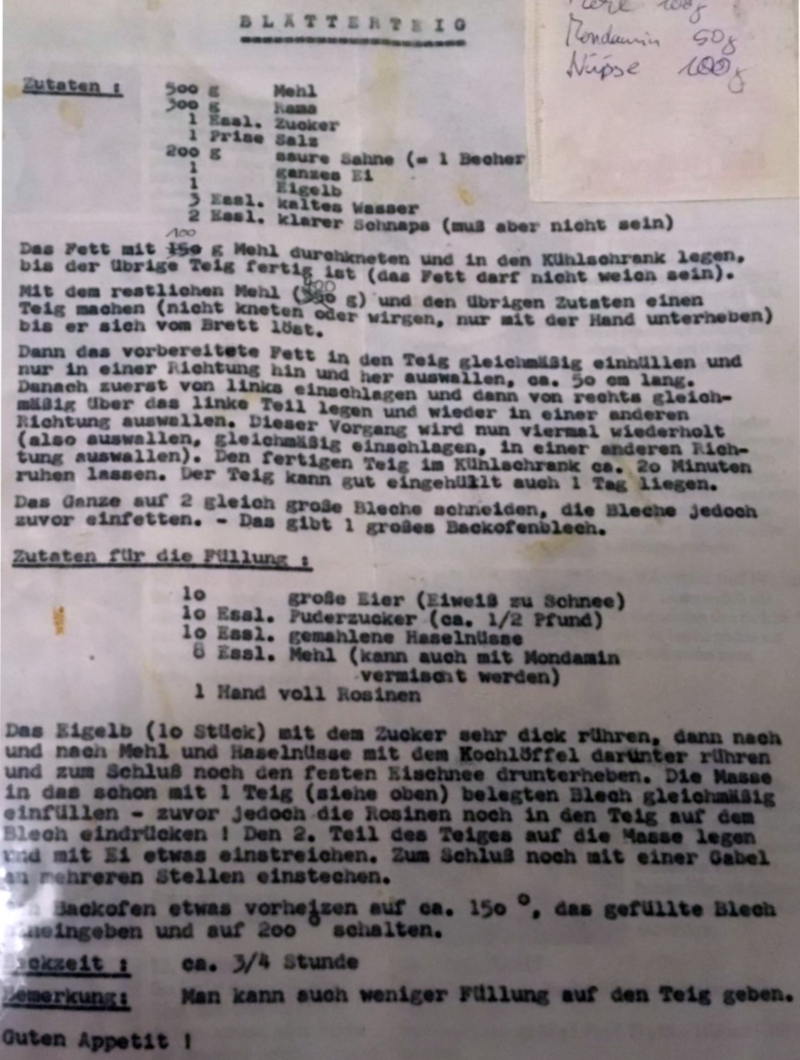 BLÄTTERTEIG
Mehl 100g
Mondamin 50g
Nüsse 100g
Zutaten :
500 g Mehl
300 g Rama
1 Essl. Zucker
1 Prise Salz
200 g saure Sahne (= 1 Becher
1 ganzes Ei
1 Eigelb
3 Essl. kaltes Wasser
2 Essl. klarer Schnaps (muß aber nicht sein)
100
Das Fett mit 150 g Mehl durchkneten und in den Kühlschrank legen,
bis der übrige Teig fertig ist (das Fett darf nicht weich sein).
400
Mit dem restlichen Mehl (350 g) und den übrigen Zutaten einen
Teig machen (nicht kneten oder wirgen, nur mit der Hand unterheben)
bis er sich vom Brett löst.
Dann das vorbereitete Fett in den Teig gleichmäßig einhüllen und
nur in einer Richtung hin und her auswallen, ca. 50 cm lang.
Danach zuerst von links einschlagen und dann von rechts gleich-
mäßig über das linke Teil legen und wieder in einer anderen
Richtung auswallen. Dieser Vorgang wird nun viermal wiederholt
(also auswallen, gleichmäßig einschlagen, in einer anderen Rich-
tung auswallen). Den fertigen Teig im Kühlschrank ca. 20 Minuten
ruhen lassen. Der Teig kann gut eingehüllt auch 1 Tag liegen.
Das Ganze auf 2 gleich große Bleche schneiden, die Bleche jedoch
zuvor einfetten. - Das gibt 1 großes Backofenblech.
Zutaten für die Füllung :
10 große Eier (Eiweiß zu Schnee)
10 Essl. Puderzucker (ca. 1/2 Pfund)
10 Essl. gemahlene Haselnüsse
8 Essl. Mehl (kann auch mit Mondamin
vermischt werden)
1 Hand voll Rosinen
Das Eigelb (10 Stück) mit dem Zucker sehr dick rühren, dann nach
und nach Mehl und Haselnüsse mit dem Kochlöffel darünter rühren
und zum Schluß noch den festen Eischnee drunterheben. Die Masse
in das schon mit 1 Teig (siehe oben) belegten Blech gleichmäßig
einfüllen - zuvor jedoch die Rosinen noch in den Teig auf dem
Blech eindrücken ! Den 2. Teil des Teiges auf die Masse legen
und mit Ei etwas einstreichen. Zum Schluß noch mit einer Gabel
an mehreren Stellen einstechen.
Backofen etwas vorheizen auf ca. 150 °, das gefüllte Blech
hineingeben und auf 200 ° schalten.
Backzeit : ca. 3/4 Stunde
Bemerkung: Man kann auch weniger Füllung auf den Teig geben.
Guten Appetit !